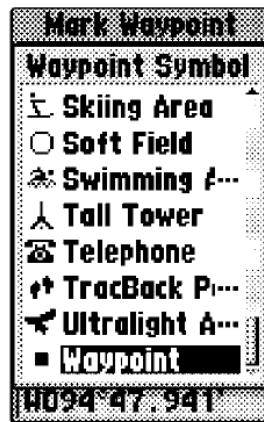 Mark Waypoint
Waypoint Symbol
Skiing Area
Soft Field
Swimming A...
Tall Tower
Telephone
TracBack P...
Ultralight A...
Waypoint
W094°47.941'